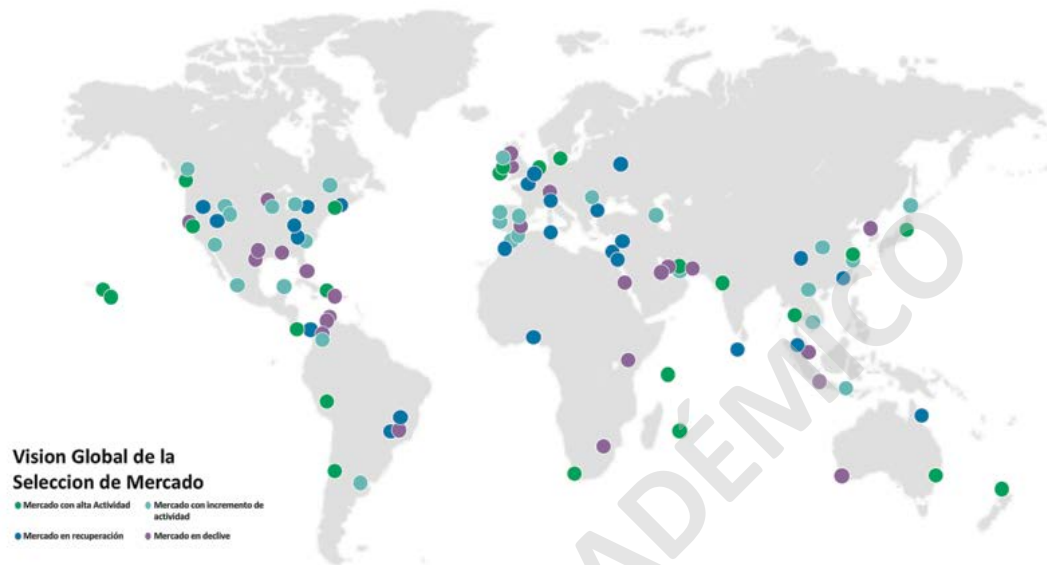 Vision Global de la
Seleccion de Mercado
Mercado con alta Actividad
Mercado con incremento de
actividad
Mercado en recuperación
Mercado en declive
ADÉMICO